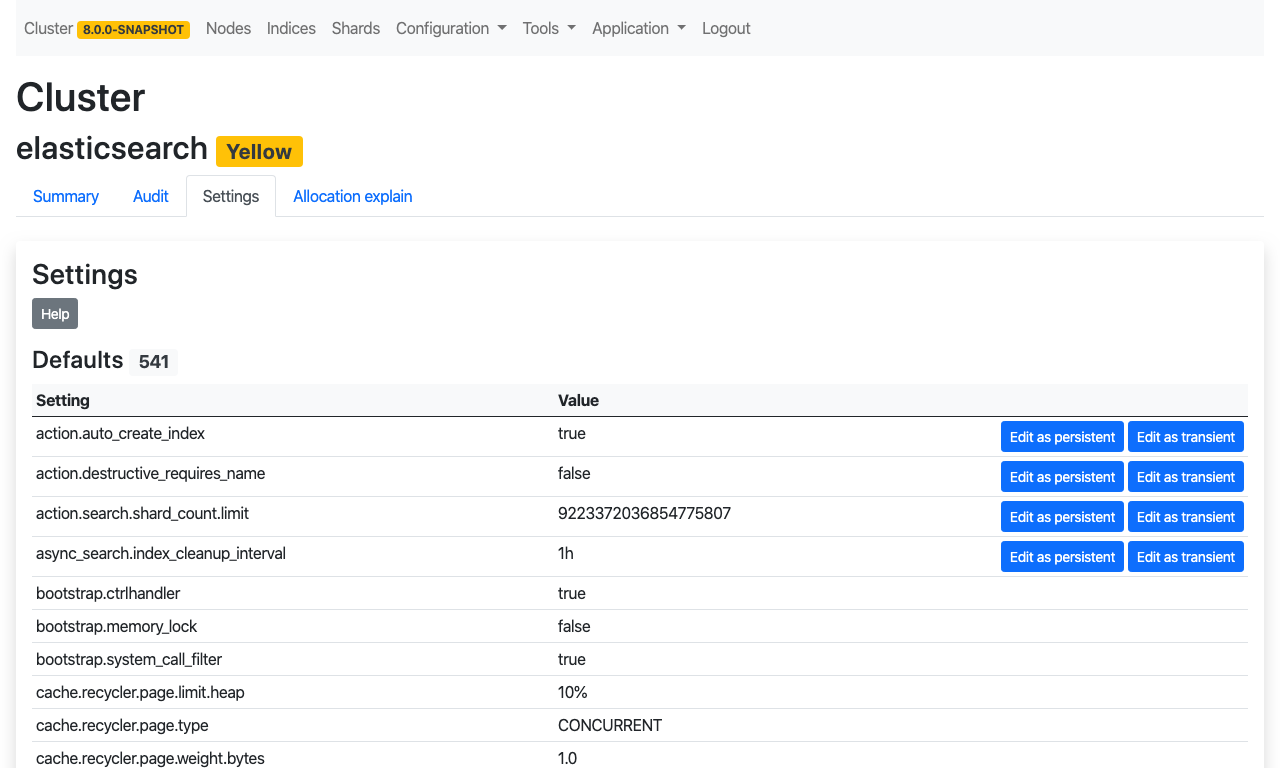 Cluster 8.0.0-SNAPSHOT Nodes Indices Shards Configuration Tools Application Logout
Cluster
elasticsearch Yellow
Summary Audit Settings Allocation explain
Settings
Help
Defaults 541
Setting Value
action.auto_create_index true Edit as persistent Edit as transient
action.destructive_requires_name false Edit as persistent Edit as transient
action.search.shard_count.limit 9223372036854775807 Edit as persistent Edit as transient
async_search.index_cleanup_interval 1h Edit as persistent Edit as transient
bootstrap.ctrlhandler true
bootstrap.memory_lock false
bootstrap.system_call_filter true
cache.recycler.page.limit.heap 10%
cache.recycler.page.type CONCURRENT
cache.recycler.page.weight.bytes 1.0